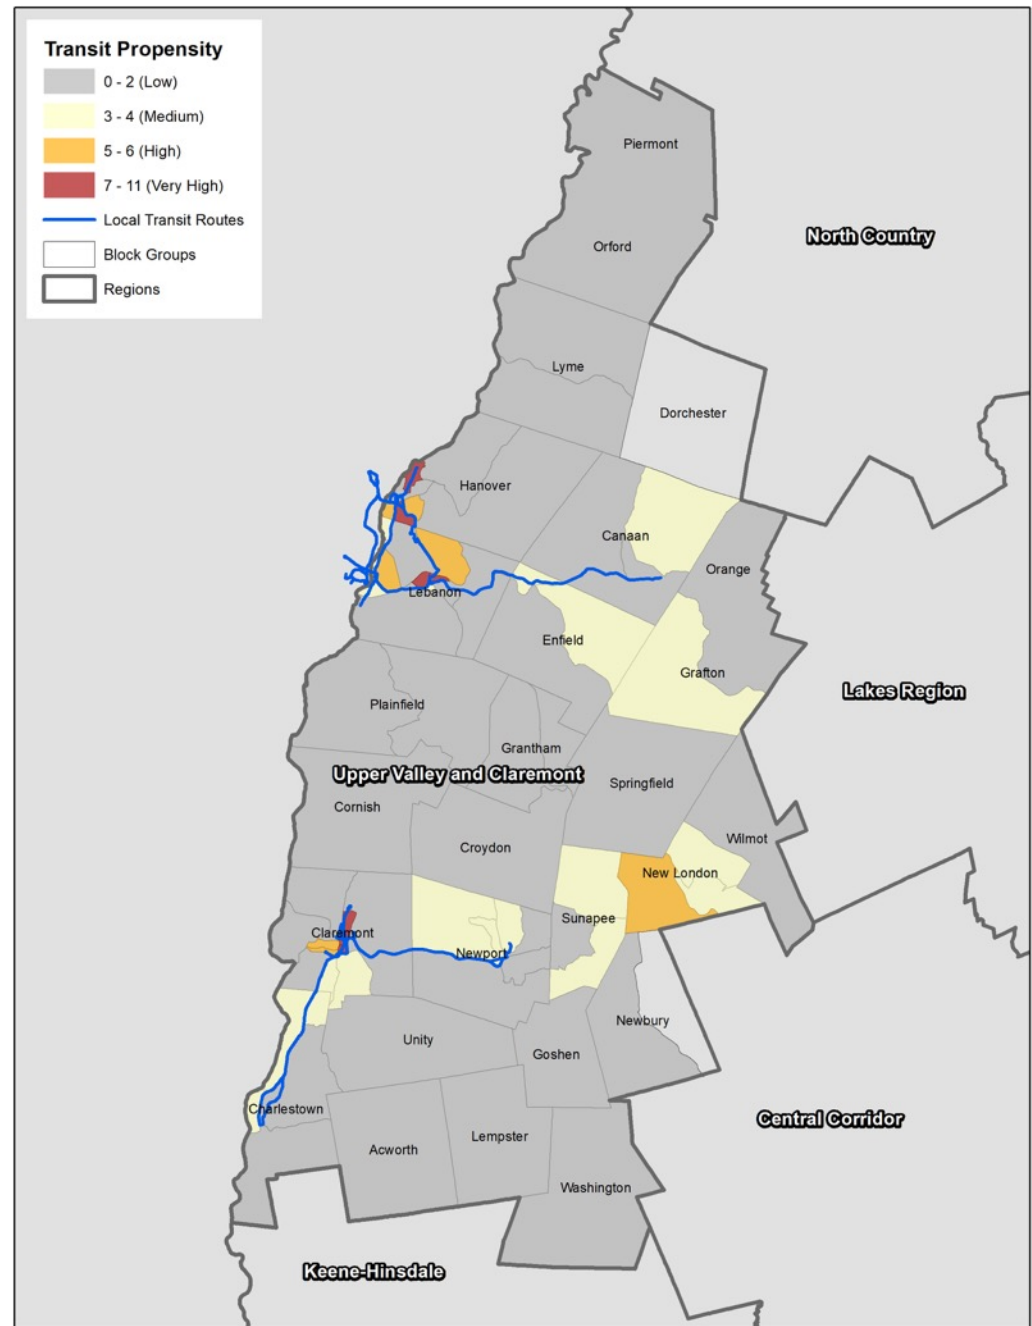 Transit Propensity
0 - 2 (Low)
3 - 4 (Medium)
5 - 6 (High)
7 - 11 (Very High)
Local Transit Routes
Block Groups
Regions
Piermont
North Country
Orford
Lyme
Dorchester
Hanover
Canaan
Orange
Lebanon
Enfield
Grafton
Lakes Region
Plainfield
Grantham
Upper Valley and Claremont
Springfield
Cornish
Wilmot
Croydon
New London
Sunapee
Claremont
Newport
Newbury
Unity
Goshen
Charlestown
Central Corridor
Lempster
Acworth
Washington
Keene-Hinsdale